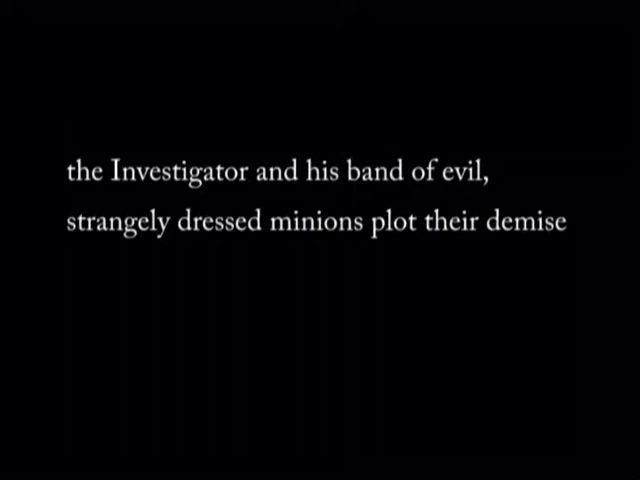 the Investigator and his band of evil,
strangely dressed minions plot their demise